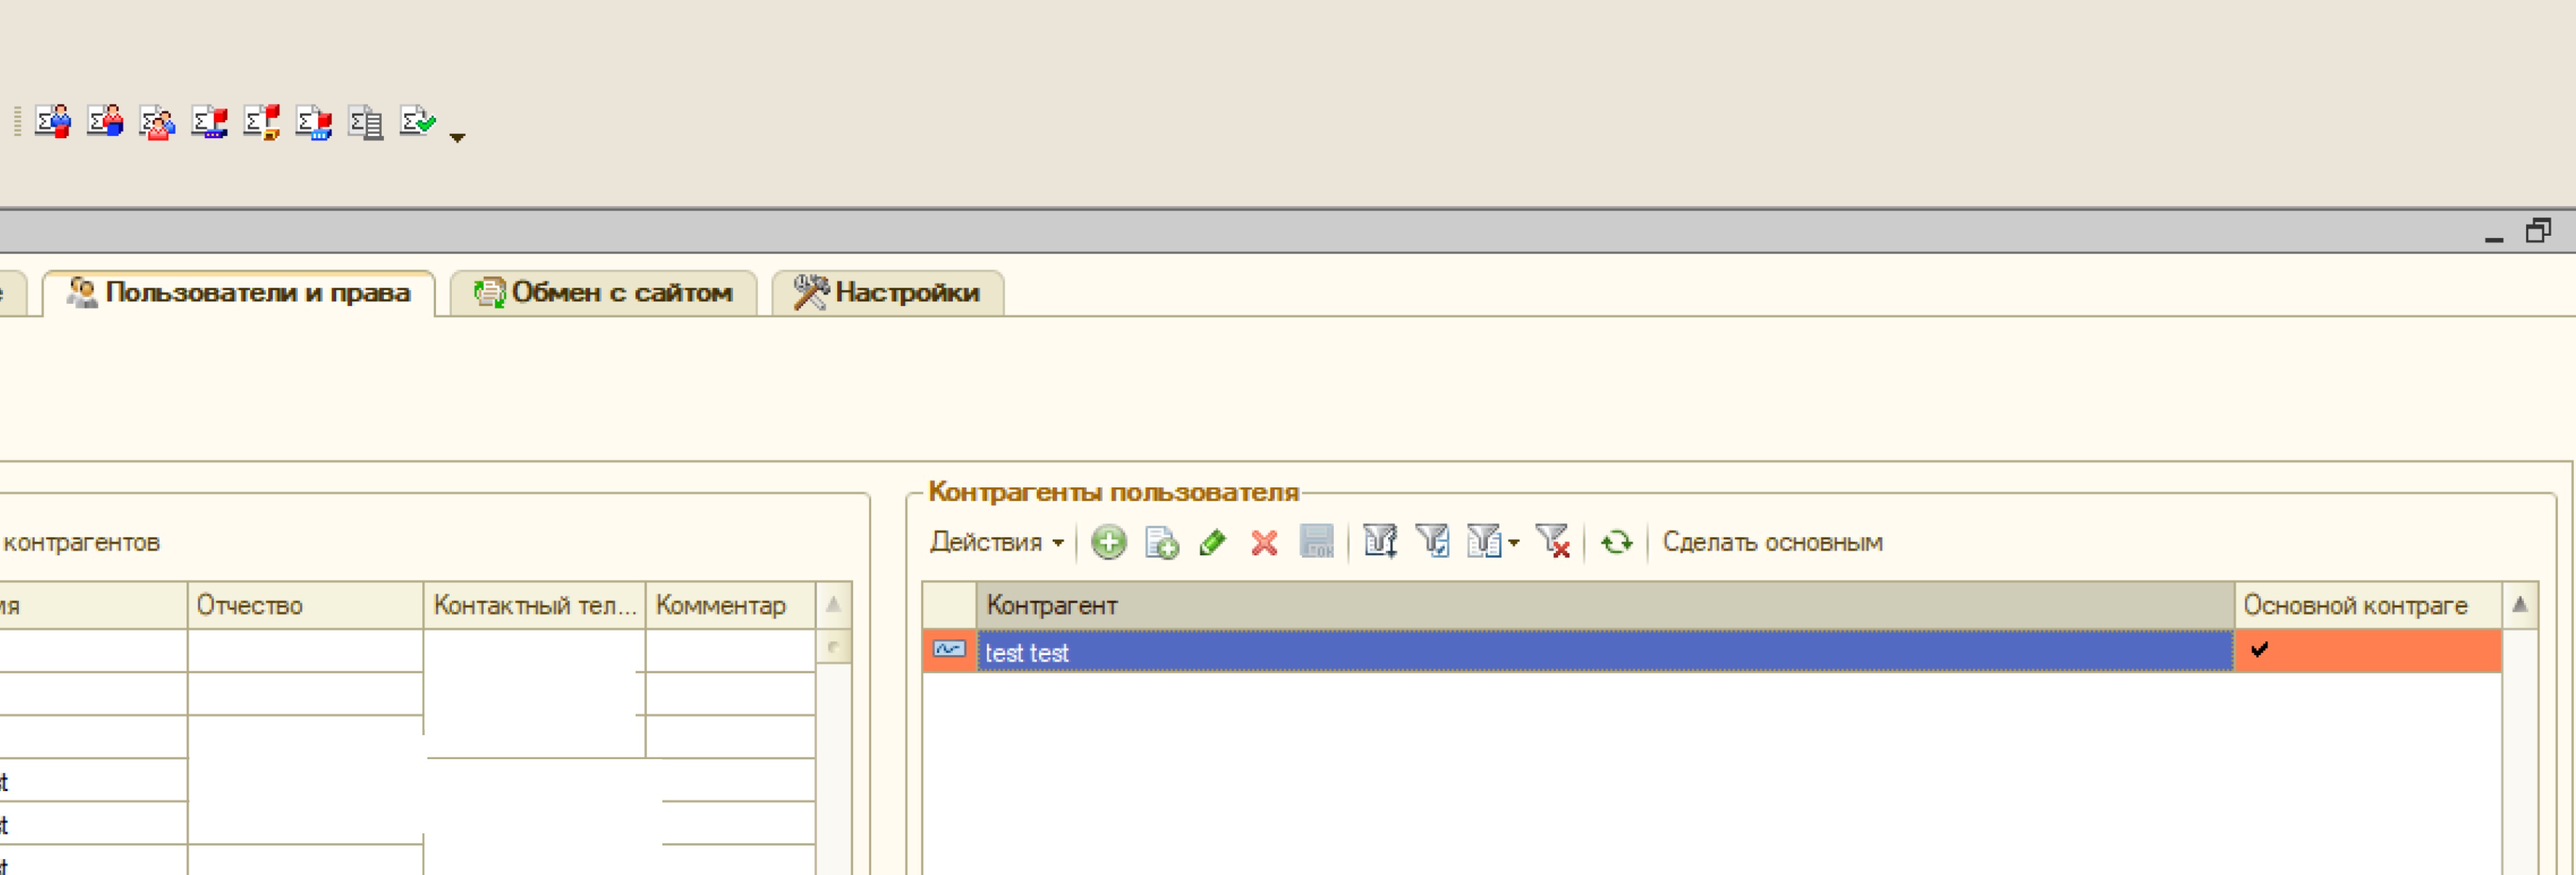 Пользователи и права
Обмен с сайтом
Настройки
контрагентов
Отчество
Контактный тел...
Комментар
Контрагенты пользователя
Действия
Сделать основным
Контрагент
Основной контраге
test test